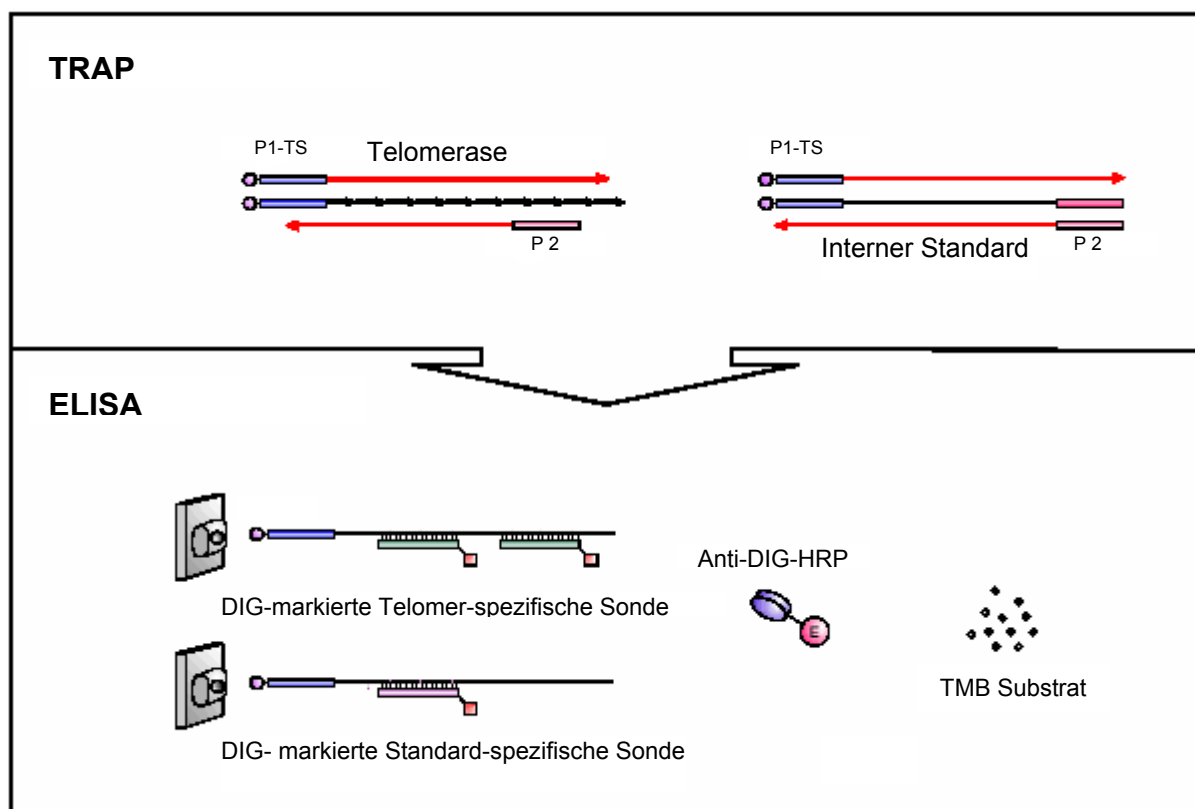 TRAP
P1-TS
Telomerase
P 2
P1-TS
Interner Standard
P 2
ELISA
DIG-markierte Telomer-spezifische Sonde
Anti-DIG-HRP
E
TMB Substrat
DIG- markierte Standard-spezifische Sonde